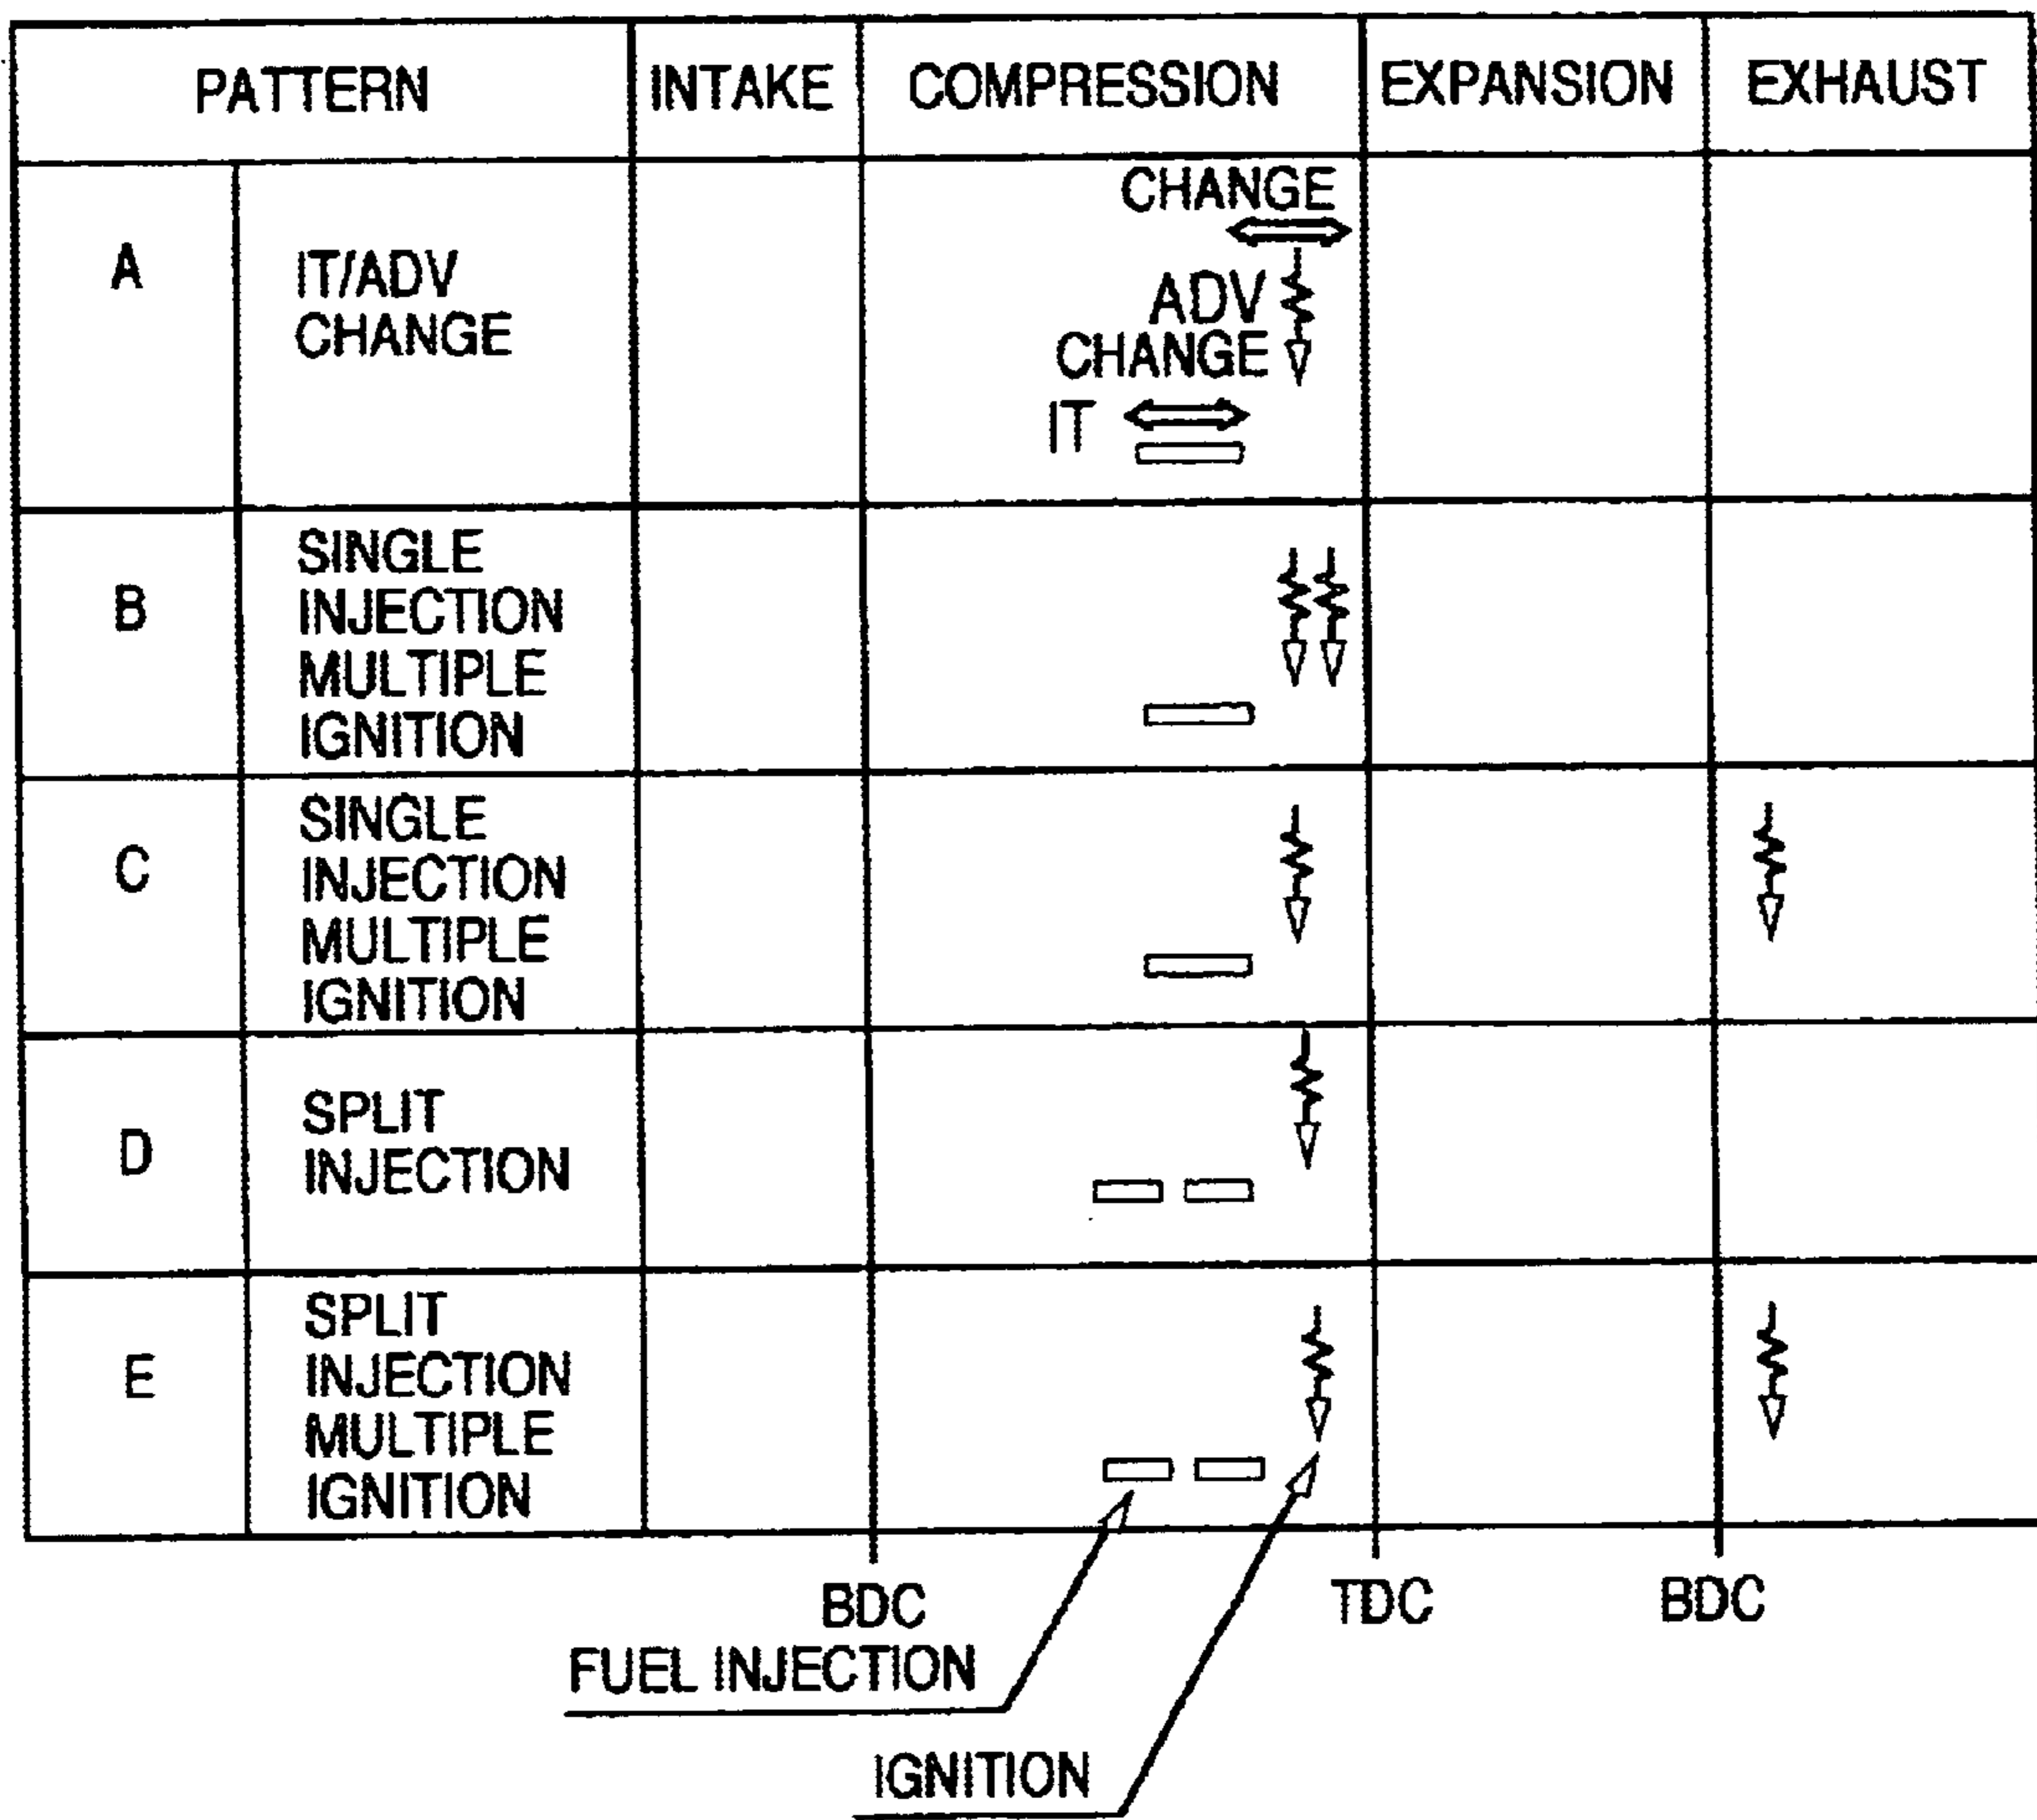 PATTERN INTAKE COMPRESSION EXPANSION EXHAUST
A
IT/ADV
CHANGE
CHANGE
ADV
CHANGE
IT
B
SINGLE
INJECTION
MULTIPLE
IGNITION
C
SINGLE
INJECTION
MULTIPLE
IGNITION
D
SPLIT
INJECTION
E
SPLIT
INJECTION
MULTIPLE
IGNITION
BDC TDC BDC
FUEL INJECTION
IGNITION